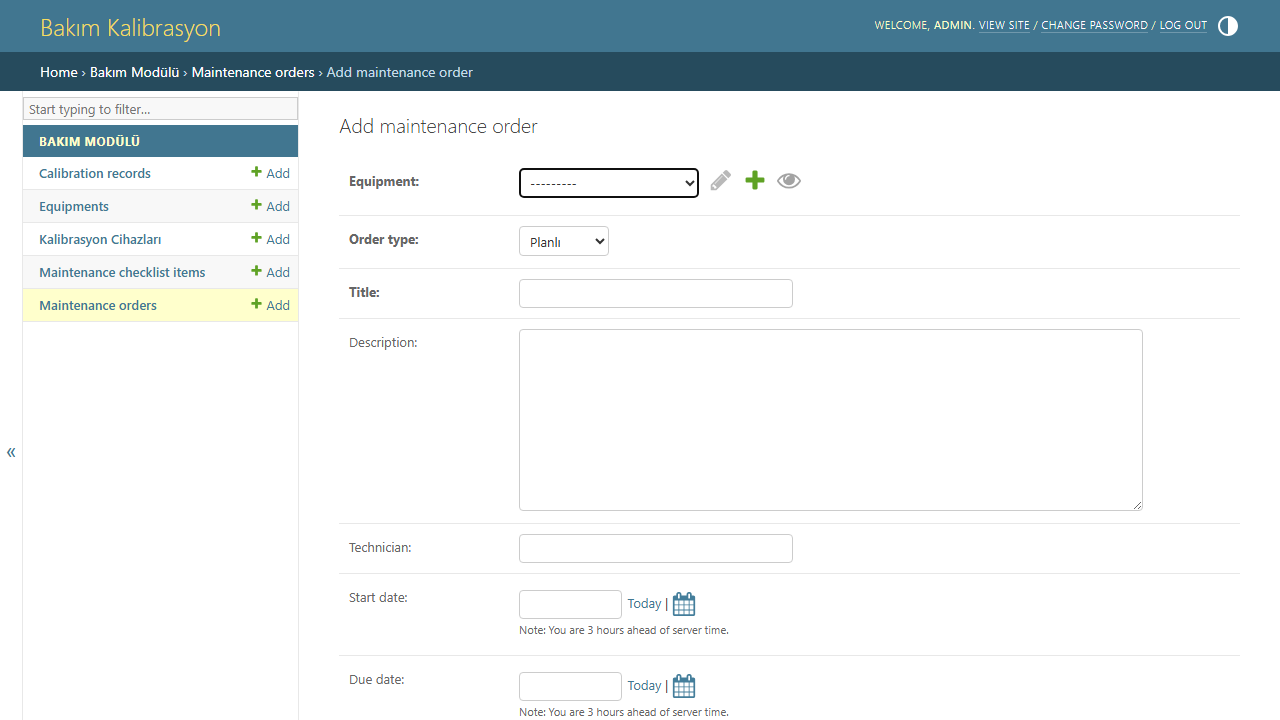 Bakım Kalibrasyon
WELCOME, ADMIN. VIEW SITE / CHANGE PASSWORD / LOG OUT
Home › Bakım Modülü › Maintenance orders › Add maintenance order
Start typing to filter...
BAKIM MODÜLÜ
Calibration records Add
Equipments Add
Kalibrasyon Cihazları Add
Maintenance checklist items Add
Maintenance orders Add
«
Add maintenance order
Equipment: ---------
Order type: Planlı
Title:
Description:
Technician:
Start date: Today |
Note: You are 3 hours ahead of server time.
Due date: Today |
Note: You are 3 hours ahead of server time.